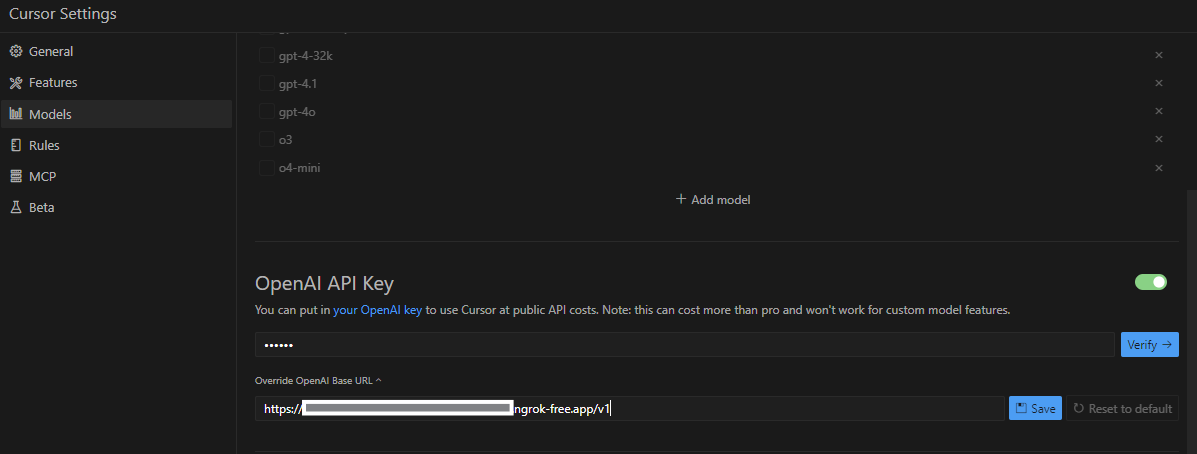 Cursor Settings
General
Features
Models
Rules
MCP
Beta
gpt-4-32k
gpt-4.1
gpt-4o
o3
o4-mini
+ Add model
OpenAI API Key
You can put in your OpenAI key to use Cursor at public API costs. Note: this can cost more than pro and won't work for custom model features.
•••••• Verify →
Override OpenAI Base URL ^
https:// ngrok-free.app/v1 Save Reset to default